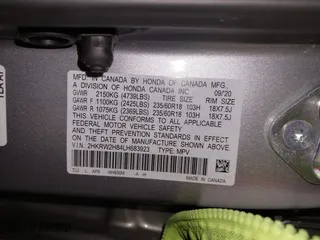 MFD. IN CANADA BY HONDA OF CANADA MFG.,
A DIVISION OF HONDA CANADA INC. 09/20
GVWR 2150KG (4739LBS) TIRE SIZE RIM SIZE
GAWR F 1100KG (2425LBS) 235/60R18 103H 18X7.5J
GAWR R 1075KG (2369LBS) 235/60R18 103H 18X7.5J
THIS VEHICLE CONFORMS TO ALL APPLICABLE
FEDERAL MOTOR VEHICLE SAFETY
AND THEFT PREVENTION STANDARDS IN EFFECT
ON THE DATE OF MANUFACTURE SHOWN ABOVE.
V.I.N.: 2HKRW2H84LH683923 TYPE: MPV
MADE IN CANADA